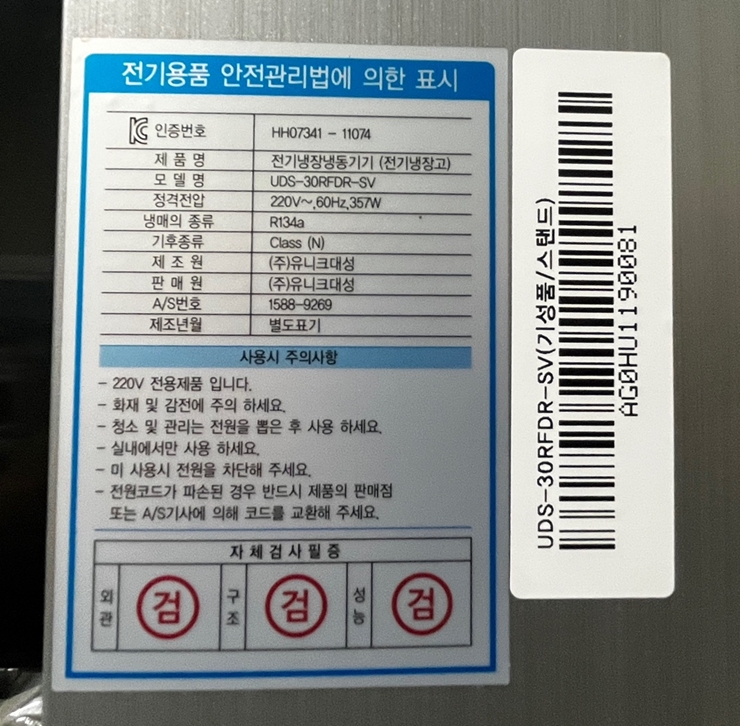 전기용품 안전관리법에 의한 표시
KC 인증번호 HH07341 - 11074
제 품 명 전기냉장냉동기기 (전기냉장고)
모 델 명 UDS-30RFDR-SV
정격전압 220V~,60Hz,357W
냉매의 종류 R134a
기후종류 Class (N)
제 조 원 (주)유니크대성
판 매 원 (주)유니크대성
A/S번호 1588-9269
제조년월 별도표기
사용시 주의사항
- 220V 전용제품 입니다.
- 화재 및 감전에 주의 하세요.
- 청소 및 관리는 전원을 뽑은 후 사용 하세요.
- 실내에서만 사용 하세요.
- 미 사용시 전원을 차단해 주세요.
- 전원코드가 파손된 경우 반드시 제품의 판매점
또는 A/S기사에 의해 코드를 교환해 주세요.
자 체 검 사 필 증
외관 검 구조 검 성능 검
UDS-30RFDR-SV(기성품/스탠드)
AG0HU1190081